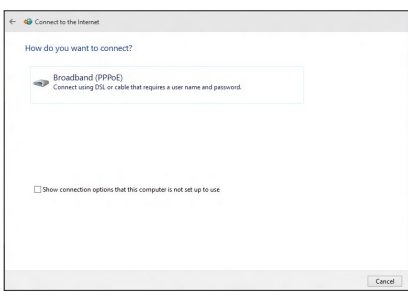 Connect to the Internet
How do you want to connect?
Broadband (PPPoE)
Connect using DSL or cable that requires a user name and password.
Show connection options that this computer is not set up to use
Cancel